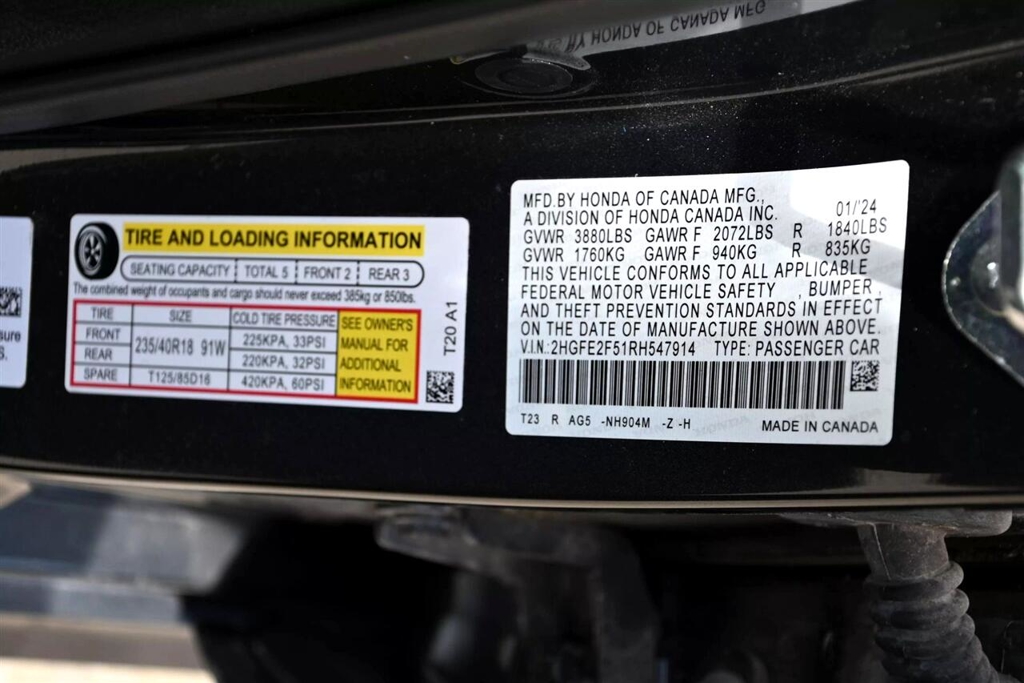 BY HONDA OF CANADA MFG
TIRE AND LOADING INFORMATION
SEATING CAPACITY TOTAL 5 FRONT 2 REAR 3
The combined weight of occupants and cargo should never exceed 385kg or 850lbs.
TIRE SIZE COLD TIRE PRESSURE
FRONT 235/40R18 91W 225KPA, 33PSI
REAR 220KPA, 32PSI
SPARE T125/85D16 420KPA, 60PSI
SEE OWNER'S
MANUAL FOR
ADDITIONAL
INFORMATION
T20 A1
MFD.BY HONDA OF CANADA MFG.,
A DIVISION OF HONDA CANADA INC. 01/'24
GVWR 3880LBS GAWR F 2072LBS R 1840LBS
GVWR 1760KG GAWR F 940KG R 835KG
THIS VEHICLE CONFORMS TO ALL APPLICABLE
FEDERAL MOTOR VEHICLE SAFETY , BUMPER ,
AND THEFT PREVENTION STANDARDS IN EFFECT
ON THE DATE OF MANUFACTURE SHOWN ABOVE.
V.I.N.:2HGFE2F51RH547914 TYPE: PASSENGER CAR
T23 R AG5 -NH904M -Z -H MADE IN CANADA